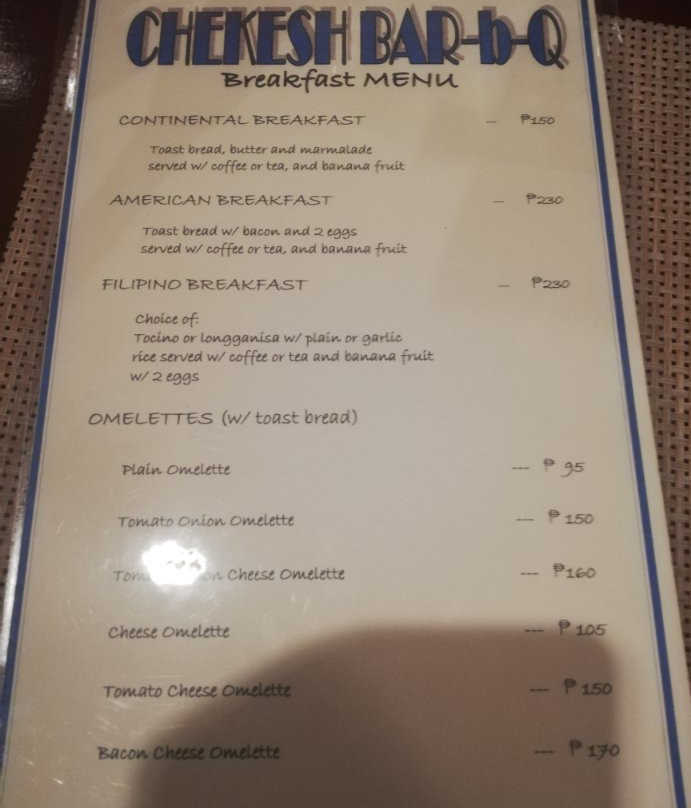 CHEKESH BAR-b-Q
Breakfast MENU
CONTINENTAL BREAKFAST — ₱150
Toast bread, butter and marmalade
served w/ coffee or tea, and banana fruit
AMERICAN BREAKFAST — ₱230
Toast bread w/ bacon and 2 eggs
served w/ coffee or tea, and banana fruit
FILIPINO BREAKFAST — ₱230
Choice of:
Tocino or longganisa w/ plain or garlic
rice served w/ coffee or tea and banana fruit
w/ 2 eggs
OMELETTES (w/ toast bread)
Plain Omelette --- ₱ 95
Tomato Onion Omelette --- ₱ 150
Cheese Omelette --- ₱160
Cheese Omelette --- ₱ 105
Tomato Cheese Omelette --- ₱ 150
Bacon Cheese Omelette --- ₱ 170